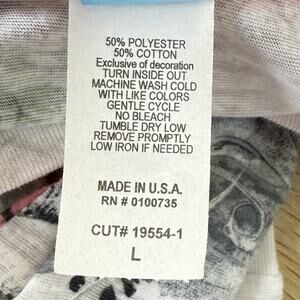 50% POLYESTER
50% COTTON
Exclusive of decoration
TURN INSIDE OUT
MACHINE WASH COLD
WITH LIKE COLORS
GENTLE CYCLE
NO BLEACH
TUMBLE DRY LOW
REMOVE PROMPTLY
LOW IRON IF NEEDED
MADE IN U.S.A.
RN # 0100735
CUT# 19554-1
L